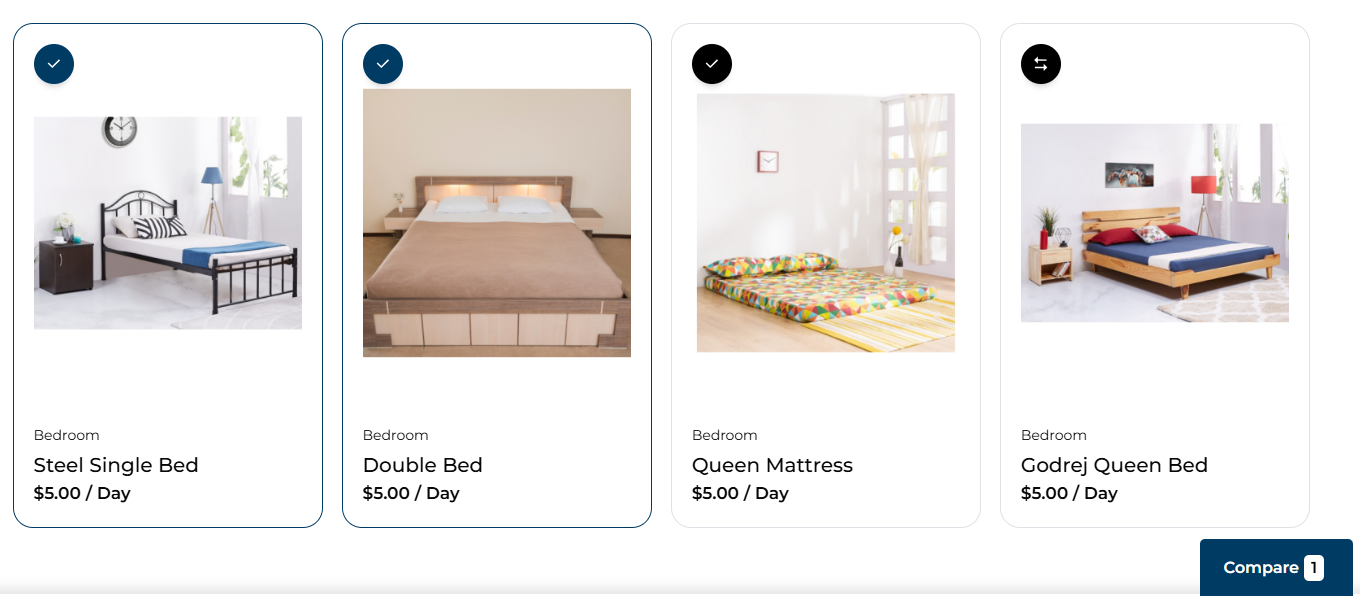 Bedroom
Steel Single Bed
$5.00 / Day
Bedroom
Double Bed
$5.00 / Day
Bedroom
Queen Mattress
$5.00 / Day
Bedroom
Godrej Queen Bed
$5.00 / Day
Compare 1